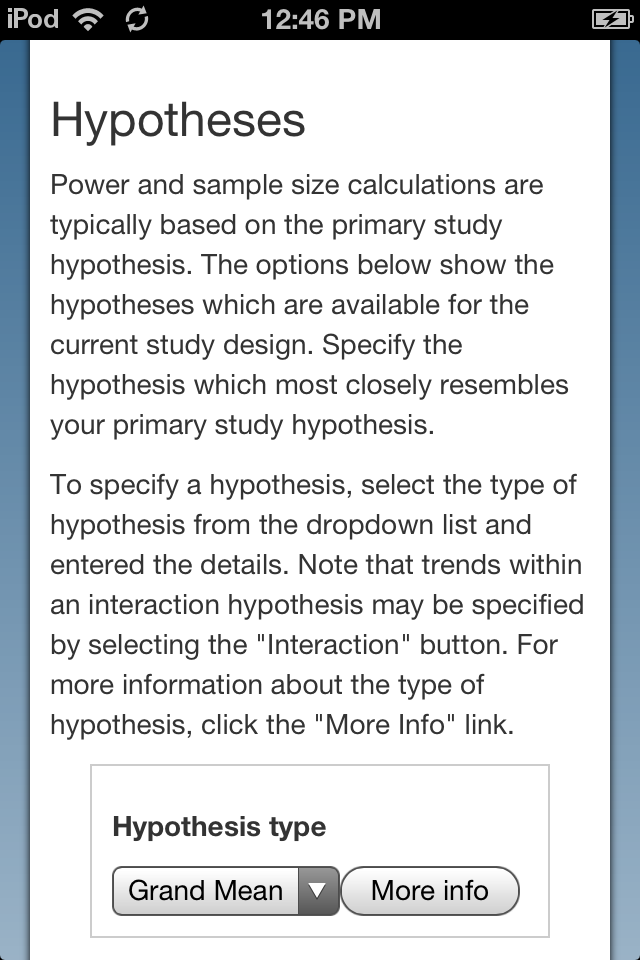 iPod 12:46 PM
Hypotheses
Power and sample size calculations are
typically based on the primary study
hypothesis. The options below show the
hypotheses which are available for the
current study design. Specify the
hypothesis which most closely resembles
your primary study hypothesis.
To specify a hypothesis, select the type of
hypothesis from the dropdown list and
entered the details. Note that trends within
an interaction hypothesis may be specified
by selecting the "Interaction" button. For
more information about the type of
hypothesis, click the "More Info" link.
Hypothesis type
Grand Mean More info